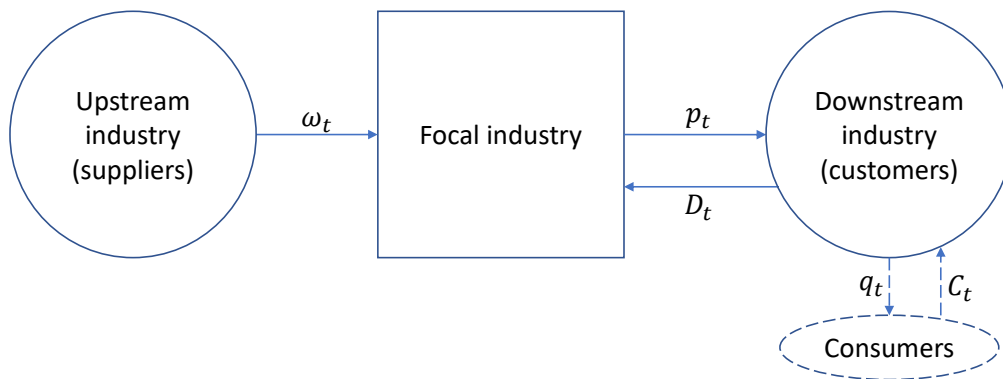 Upstream
industry
(suppliers)
ω_t
Focal industry
p_t
D_t
Downstream
industry
(customers)
q_t
C_t
Consumers